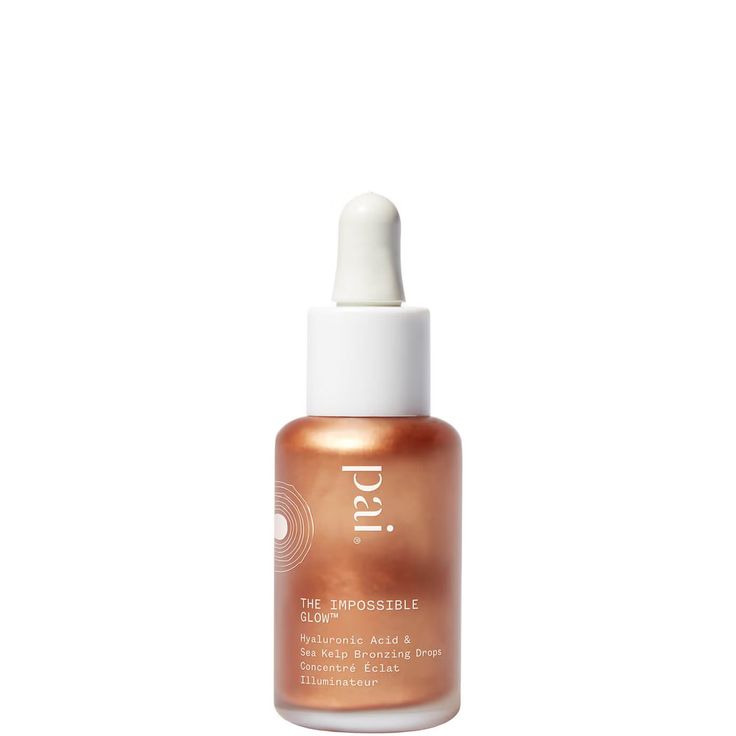 pai®
THE IMPOSSIBLE
GLOW™
Hyaluronic Acid &
Sea Kelp Bronzing Drops
Concentré Éclat
Illuminateur